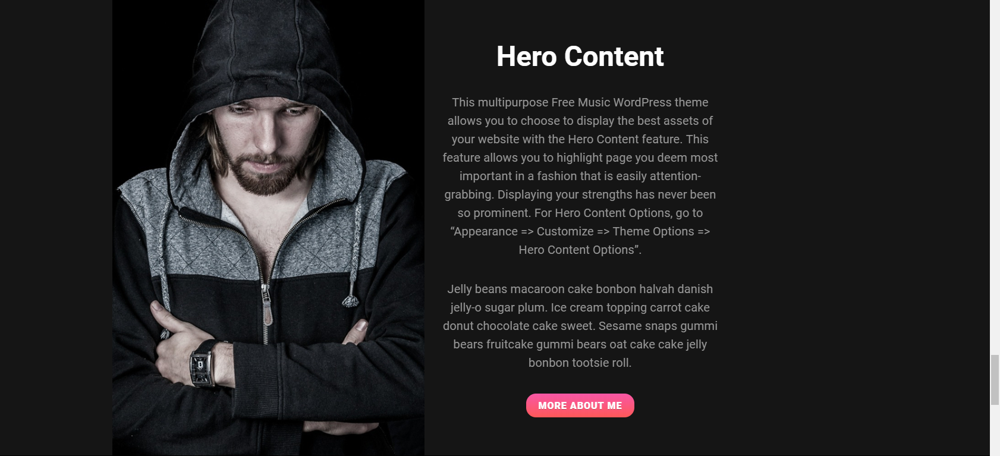 Hero Content
This multipurpose Free Music WordPress theme
allows you to choose to display the best assets of
your website with the Hero Content feature. This
feature allows you to highlight page you deem most
important in a fashion that is easily attention-
grabbing. Displaying your strengths has never been
so prominent. For Hero Content Options, go to
“Appearance => Customize => Theme Options =>
Hero Content Options”.
Jelly beans macaroon cake bonbon halvah danish
jelly-o sugar plum. Ice cream topping carrot cake
donut chocolate cake sweet. Sesame snaps gummi
bears fruitcake gummi bears oat cake cake jelly
bonbon tootsie roll.
MORE ABOUT ME